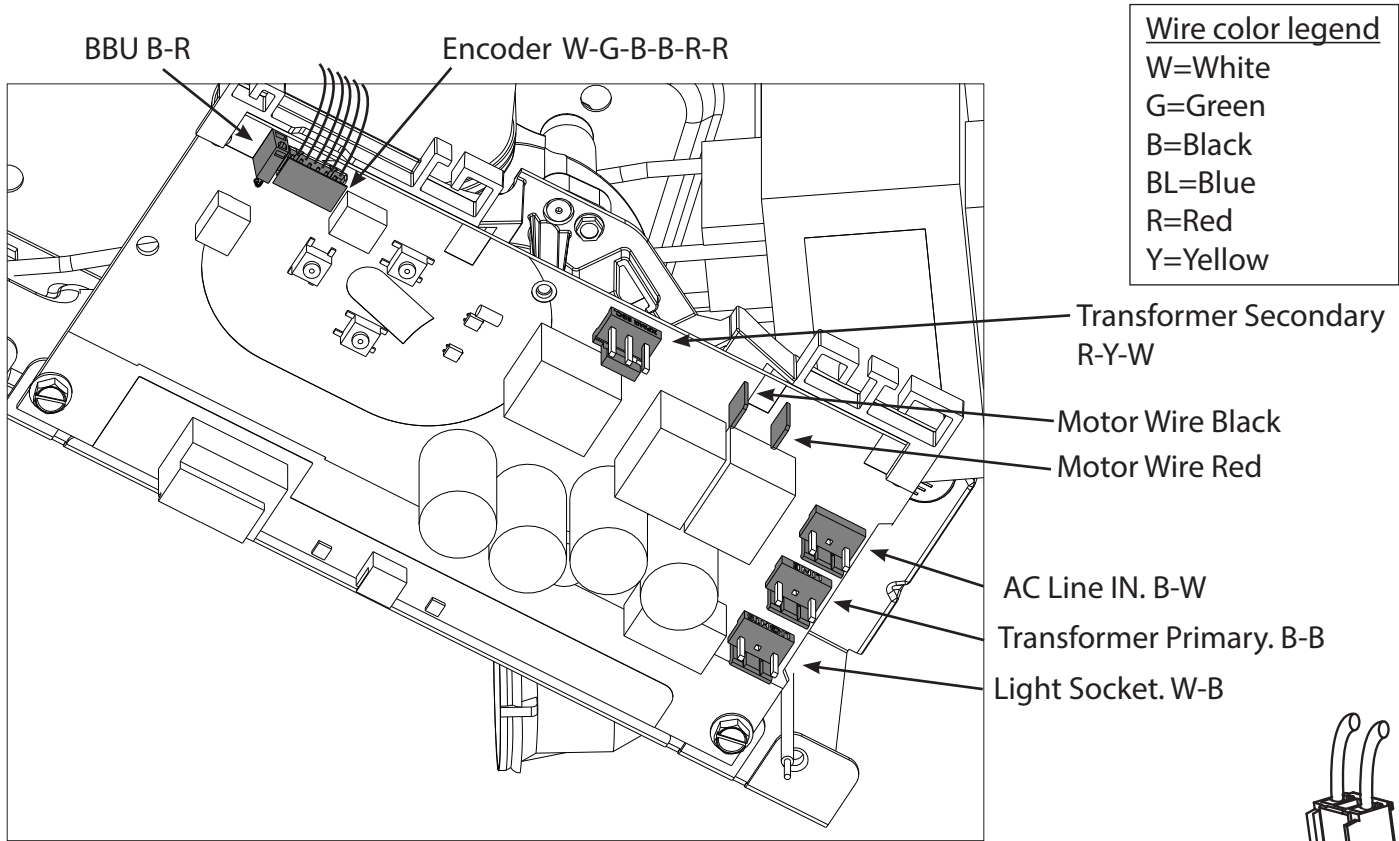 BBU B-R
Encoder W-G-B-B-R-R
Wire color legend
W=White
G=Green
B=Black
BL=Blue
R=Red
Y=Yellow
Transformer Secondary
R-Y-W
Motor Wire Black
Motor Wire Red
AC Line IN. B-W
Transformer Primary. B-B
Light Socket. W-B